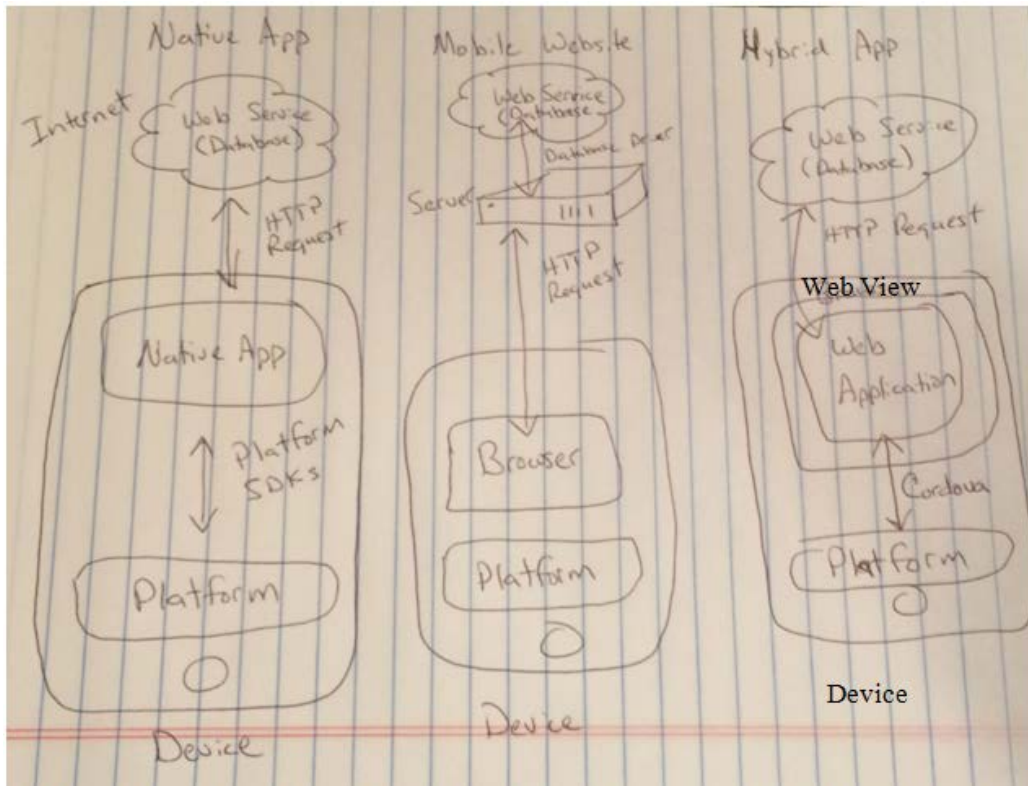 Native App
Internet
Web Service
(Database)
HTTP
Request
Native App
Platform
SDKs
Platform
Device
Mobile Website
Web Service
(Database)
Database
Server
HTTP
Request
Browser
Platform
Device
Hybrid App
Web Service
(Database)
HTTP Request
Web View
Web
Application
Cordova
Platform
Device